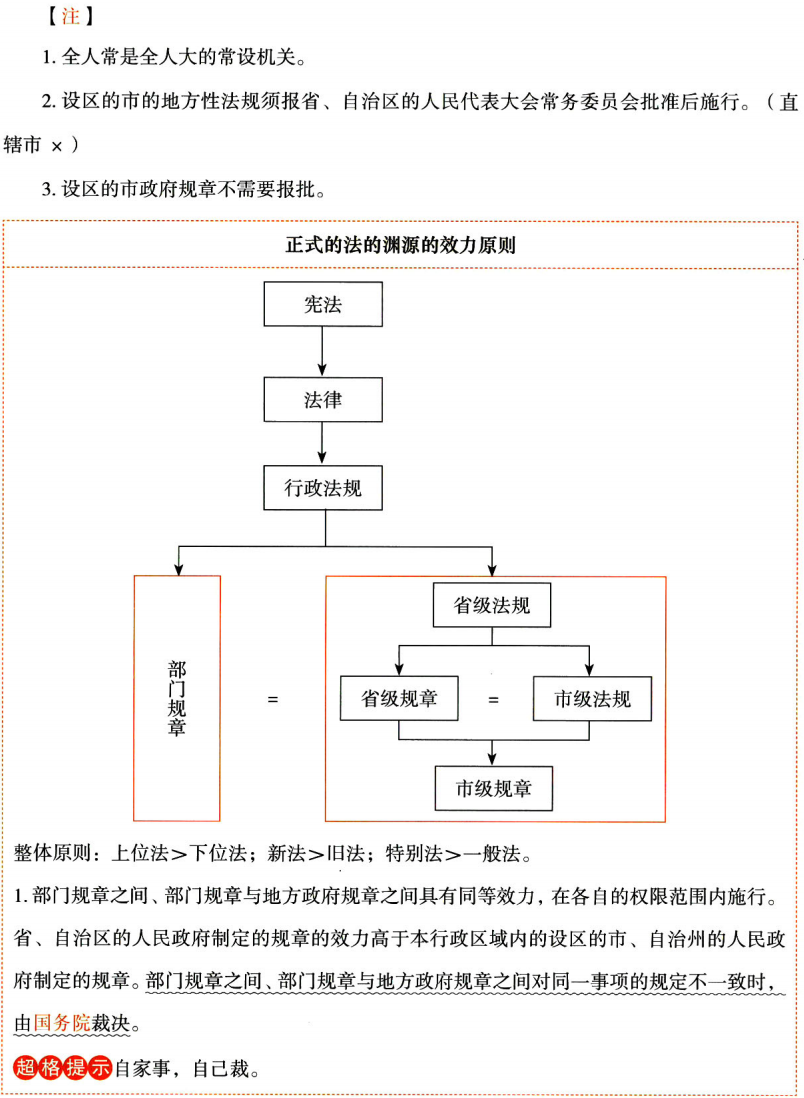 【注】
1. 全人常是全人大的常设机关。
2. 设区的市的地方性法规须报省、自治区的人民代表大会常务委员会批准后施行。（直
辖市 ×）
3. 设区的市政府规章不需要报批。
正式的法的渊源的效力原则
宪法
法律
行政法规
部门规章
=
省级法规
省级规章
=
市级法规
市级规章
整体原则：上位法>下位法；新法>旧法；特别法>一般法。
1. 部门规章之间、部门规章与地方政府规章之间具有同等效力，在各自的权限范围内施行。
省、自治区的人民政府制定的规章的效力高于本行政区域内的设区的市、自治州的人民政
府制定的规章。部门规章之间、部门规章与地方政府规章之间对同一事项的规定不一致时，
由国务院裁决。
超格提示 自家事，自己裁。